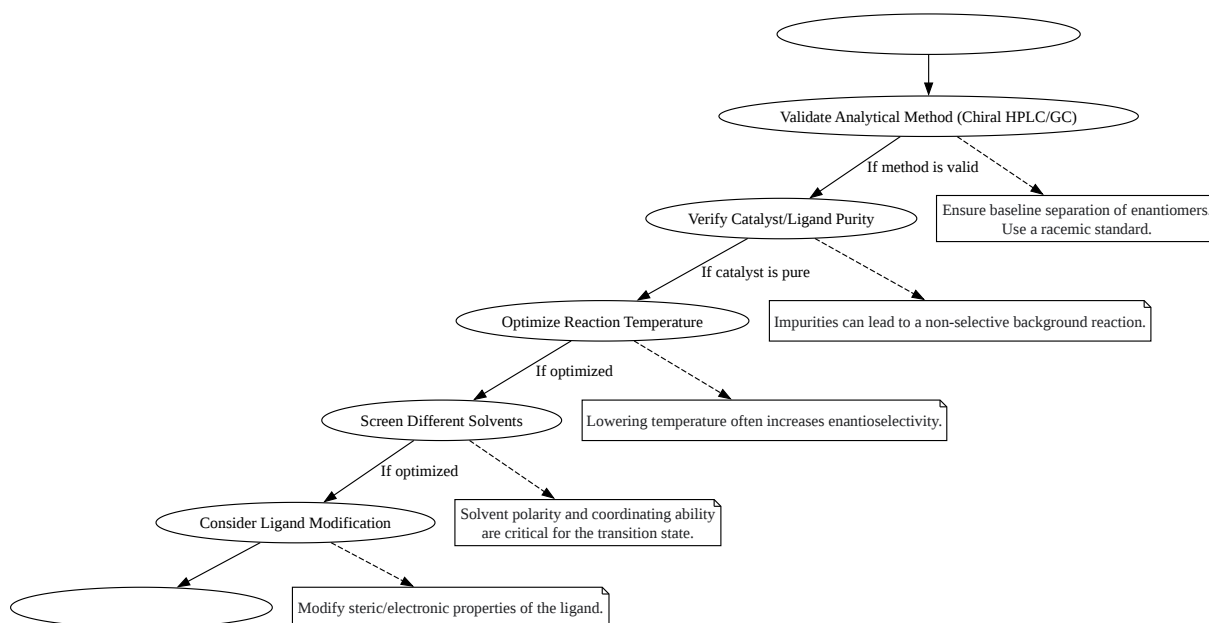 Validate Analytical Method (Chiral HPLC/GC)
If method is valid
Verify Catalyst/Ligand Purity
Ensure baseline separation of enantiomers.
Use a racemic standard.
If catalyst is pure
Optimize Reaction Temperature
Impurities can lead to a non-selective background reaction.
If optimized
Screen Different Solvents
Lowering temperature often increases enantioselectivity.
If optimized
Consider Ligand Modification
Solvent polarity and coordinating ability
are critical for the transition state.
Modify steric/electronic properties of the ligand.